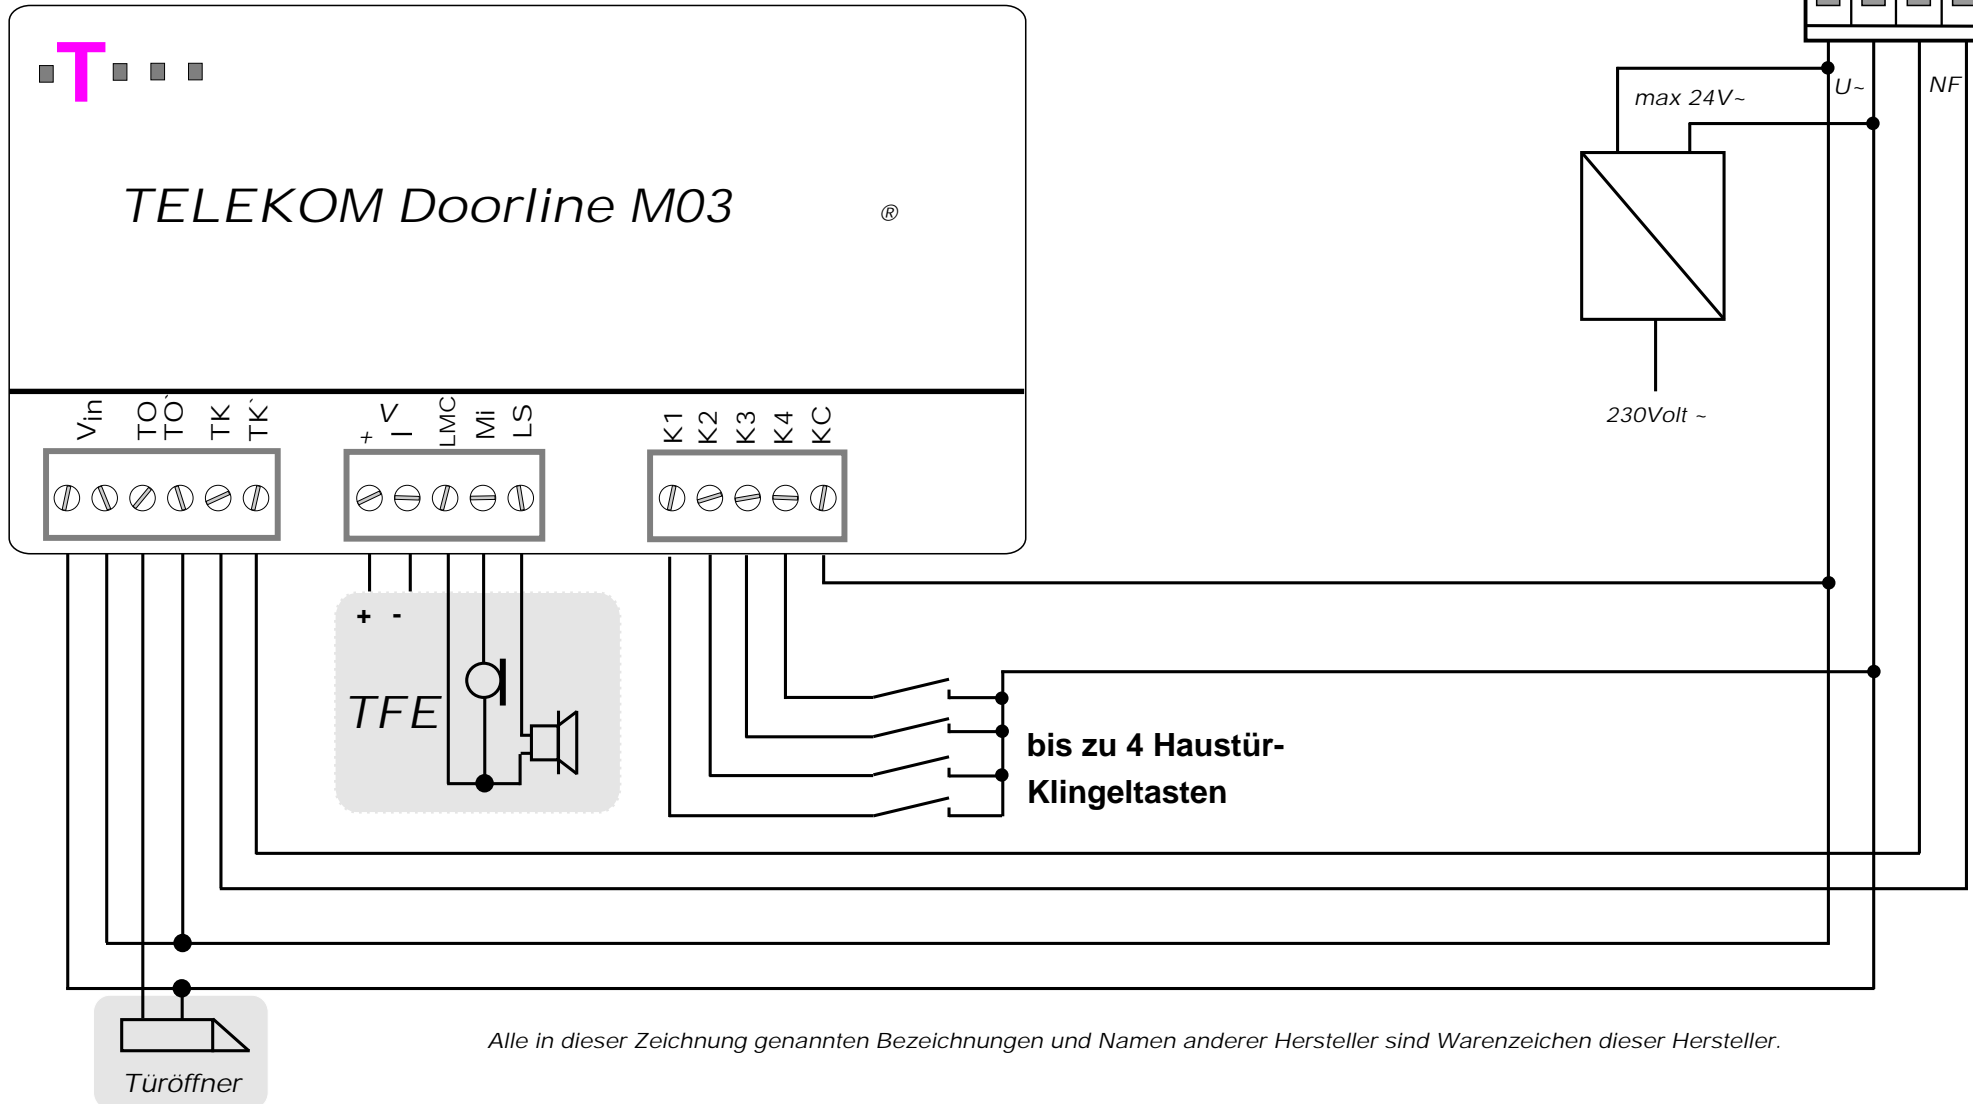 T
U~
NF
max 24V~
TELEKOM Doorline M03 ®
230Volt ~
Vin
TO
TO`
TK
TK`
+
V
-
LMC
Mi
LS
K1
K2
K3
K4
KC
+ -
TFE
bis zu 4 Haustür-
Klingeltasten
Alle in dieser Zeichnung genannten Bezeichnungen und Namen anderer Hersteller sind Warenzeichen dieser Hersteller.
Türöffner